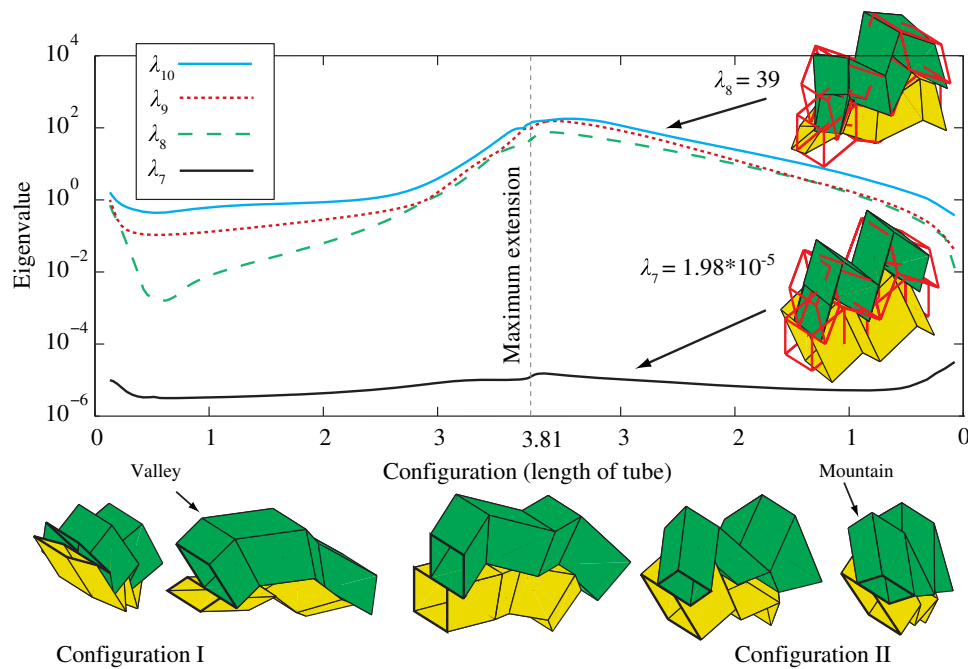 λ10
λ9
λ8
λ7
Eigenvalue
10^4
10^2
10^0
10^-2
10^-4
10^-6
Maximum extension
λ8 = 39
λ7 = 1.98*10^-5
0 1 2 3 3.81 3 2 1 0
Configuration (length of tube)
Valley
Mountain
Configuration I
Configuration II